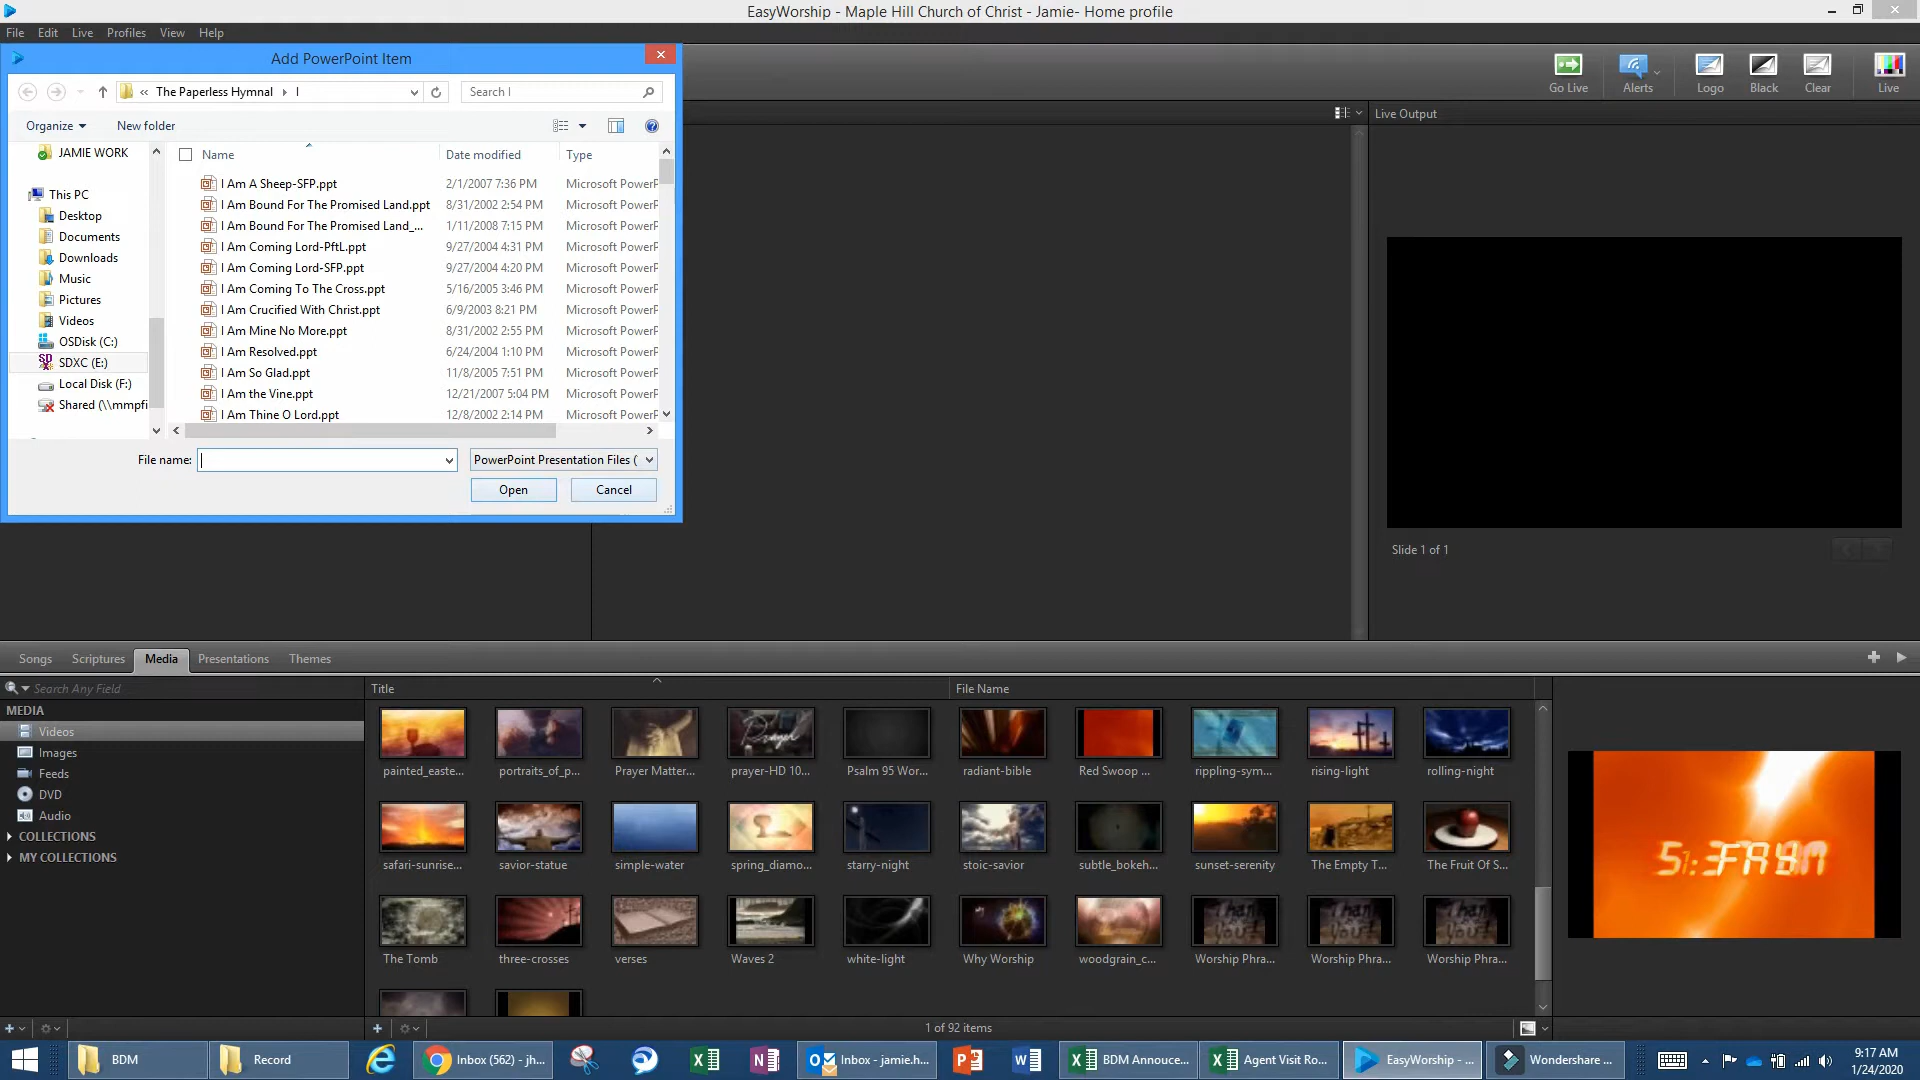 EasyWorship - Maple Hill Church of Christ - Jamie- Home profile
File Edit Live Profiles View Help
Add PowerPoint Item
Go Live Alerts Logo Black Clear Live
The Paperless Hymnal I
Search I
Live Output
Organize New folder
Name Date modified Type
JAMIE WORK
This PC
Desktop
Documents
Downloads
Music
Pictures
Videos
OSDisk (C:)
SDXC (E:)
Local Disk (F:)
Shared (\\mmpfi
I Am A Sheep-SFP.ppt 2/1/2007 7:36 PM Microsoft PowerP
I Am Bound For The Promised Land.ppt 8/31/2002 2:54 PM Microsoft PowerP
I Am Bound For The Promised Land_... 1/11/2008 7:15 PM Microsoft PowerP
I Am Coming Lord-PftL.ppt 9/27/2004 4:31 PM Microsoft PowerP
I Am Coming Lord-SFP.ppt 9/27/2004 4:20 PM Microsoft PowerP
I Am Coming To The Cross.ppt 5/16/2005 3:46 PM Microsoft PowerP
I Am Crucified With Christ.ppt 6/9/2003 8:21 PM Microsoft PowerP
I Am Mine No More.ppt 8/31/2002 2:55 PM Microsoft PowerP
I Am Resolved.ppt 6/24/2004 1:10 PM Microsoft PowerP
I Am So Glad.ppt 11/8/2005 7:51 PM Microsoft PowerP
I Am the Vine.ppt 12/21/2007 5:04 PM Microsoft PowerP
I Am Thine O Lord.ppt 12/8/2002 2:14 PM Microsoft PowerP
File name: PowerPoint Presentation Files (
Open Cancel
Slide 1 of 1
Songs Scriptures Media Presentations Themes
Search Any Field
Title File Name
MEDIA
Videos
Images
Feeds
DVD
Audio
COLLECTIONS
MY COLLECTIONS
painted_easte... portraits_of_p... Prayer Matter... prayer-HD 10... Psalm 95 Wor... radiant-bible Red Swoop ... rippling-sym... rising-light rolling-night
safari-sunrise... savior-statue simple-water spring_diamo... starry-night stoic-savior subtle_bokeh... sunset-serenity The Empty T... The Fruit Of S...
The Tomb three-crosses verses Waves 2 white-light Why Worship woodgrain_c... Worship Phra... Worship Phra... Worship Phra...
1 of 92 items
BDM Record Inbox (562) - jh... Inbox - jamie.h... BDM Annouce... Agent Visit Ro... EasyWorship - ... Wondershare ...
9:17 AM
1/24/2020